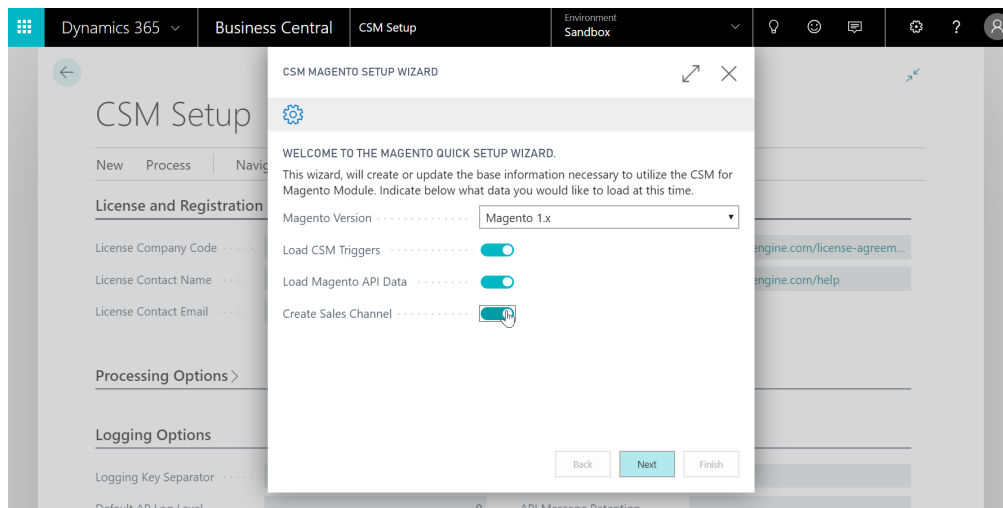 Dynamics 365
Business Central
CSM Setup
Environment
Sandbox
?
CSM MAGENTO SETUP WIZARD
CSM Setup
New Process
WELCOME TO THE MAGENTO QUICK SETUP WIZARD.
This wizard, will create or update the base information necessary to utilize the CSM for
Magento Module. Indicate below what data you would like to load at this time.
License and Registration
Magento Version
Magento 1.x
License Company Code
Load CSM Triggers
engine.com/license-agreem...
License Contact Name
Load Magento API Data
engine.com/help
License Contact Email
Create Sales Channel
Processing Options >
Logging Options
Back
Next
Finish
Logging Key Separator
API Message Retention